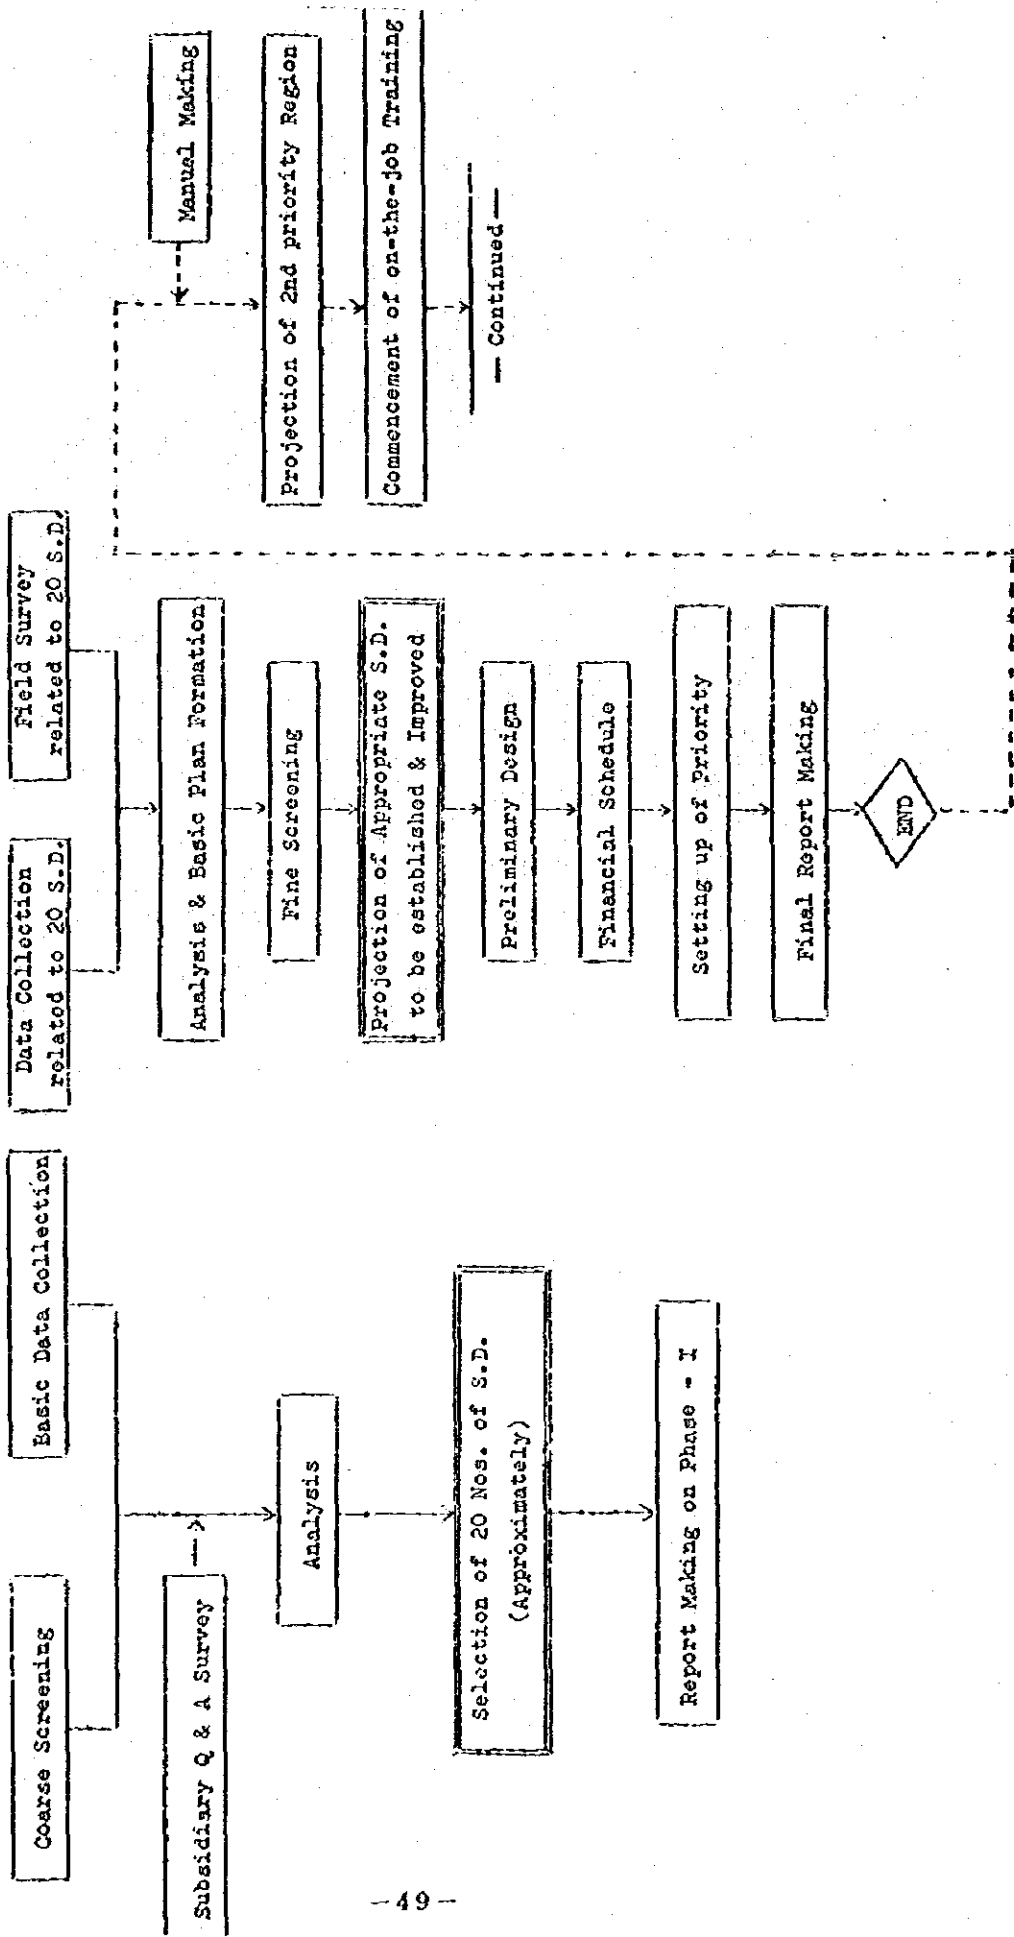 Coarse Screening
Basic Data Collection
Subsidiary Q & A Survey
Analysis
Selection of 20 Nos. of S.D.
(Approximately)
Report Making on Phase - I
Data Collection
related to 20 S.D.
Field Survey
related to 20 S.D.
Analysis & Basic Plan Formation
Fine Screening
Projection of Appropriate S.D.
to be established & Improved
Preliminary Design
Financial Schedule
Setting up of Priority
Final Report Making
END
Manual Making
Projection of 2nd priority Region
Commencement of on-the-job Training
— Continued —
-49-